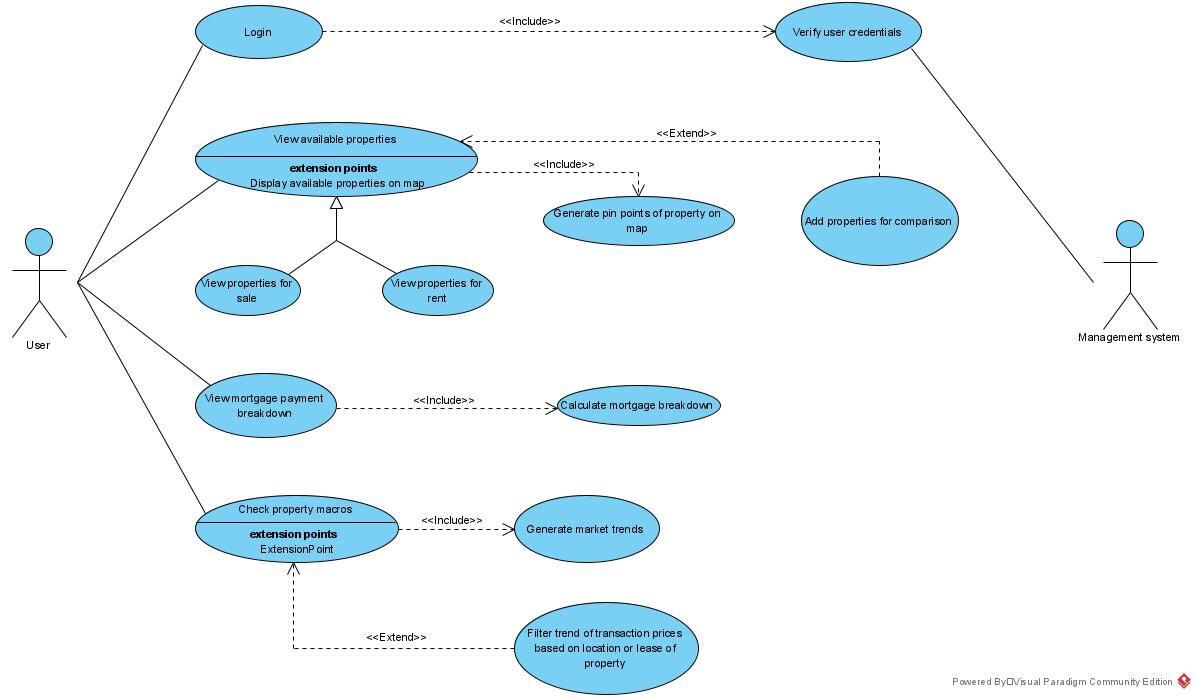 <<Include>>
Login
Verify user credentials
View available properties
extension points
Display available properties on map
<<Extend>>
<<Include>>
Generate pin points of property on
map
Add properties for comparison
View properties for
sale
View properties for
rent
User
Management system
View mortgage payment
breakdown
<<Include>>
Calculate mortgage breakdown
Check property macros
extension points
ExtensionPoint
<<Include>>
Generate market trends
<<Extend>>
Filter trend of transaction prices
based on location or lease of
property
Powered By□Visual Paradigm Community Edition